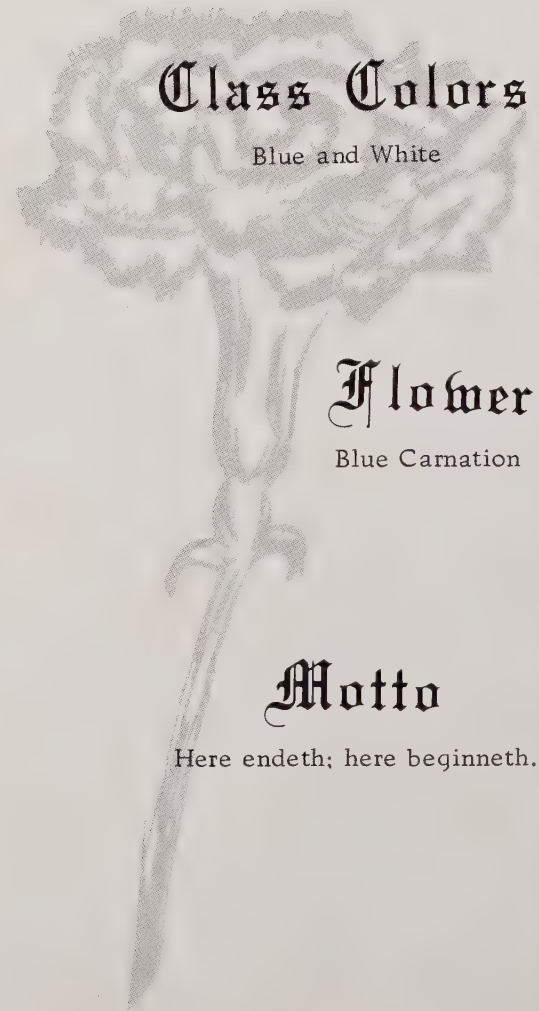 Class Colors
Blue and White
Flower
Blue Carnation
Motto
Here endeth; here beginneth.